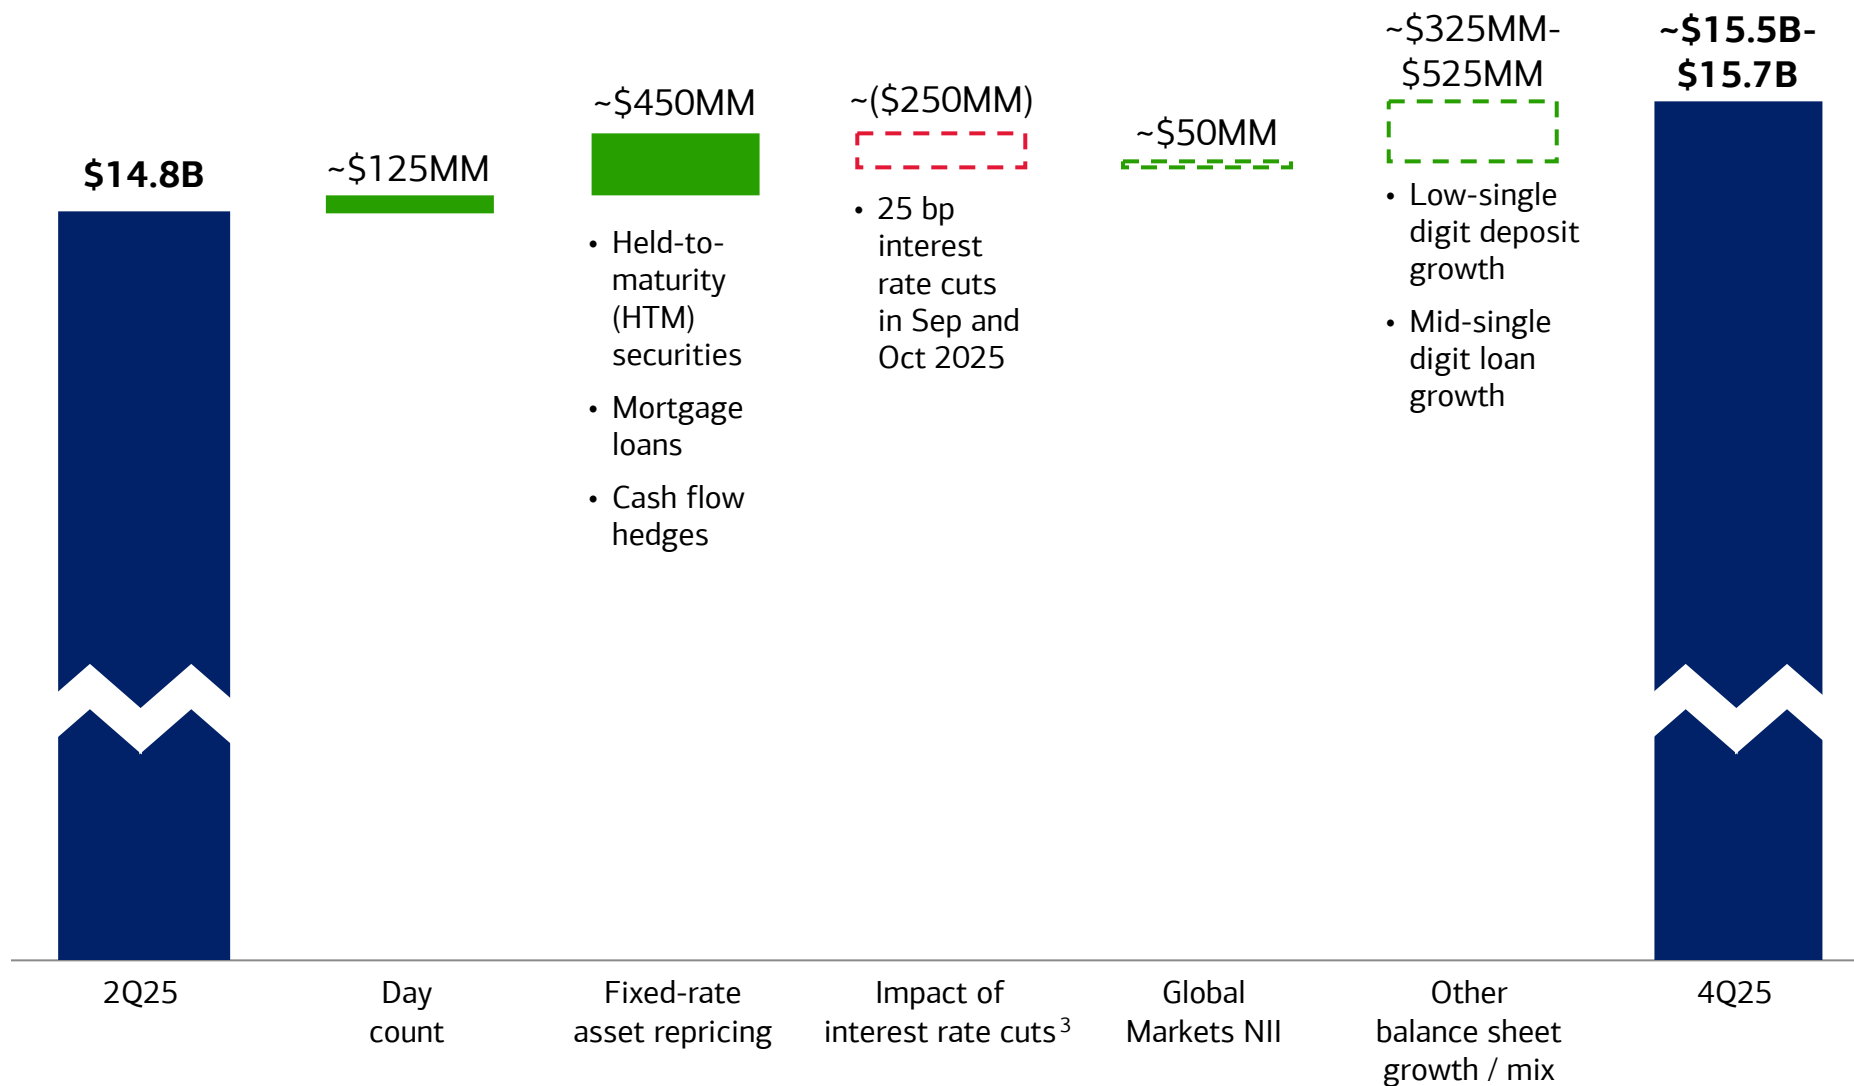 $14.8B
~$125MM
~$450MM
• Held-to-
maturity
(HTM)
securities
• Mortgage
loans
• Cash flow
hedges
~($250MM)
• 25 bp
interest
rate cuts
in Sep and
Oct 2025
~$50MM
~$325MM-
$525MM
• Low-single
digit deposit
growth
• Mid-single
digit loan
growth
~$15.5B-
$15.7B
2Q25
Day
count
Fixed-rate
asset repricing
Impact of
interest rate cuts³
Global
Markets NII
Other
balance sheet
growth / mix
4Q25